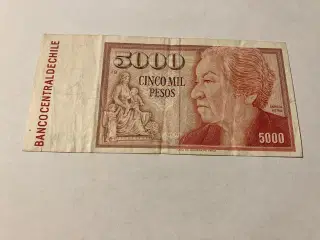 BANCO CENTRAL DE CHILE
5000
CINCO MIL
PESOS
5000